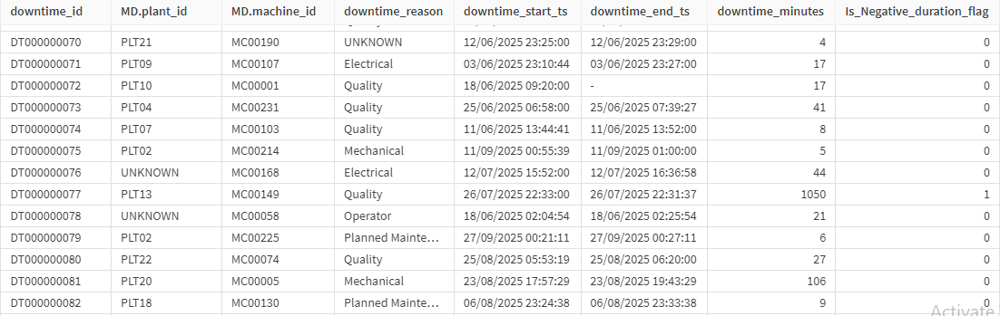 downtime_id MD.plant_id MD.machine_id downtime_reason downtime_start_ts downtime_end_ts downtime_minutes Is_Negative_duration_flag
DT000000070 PLT21 MC00190 UNKNOWN 12/06/2025 23:25:00 12/06/2025 23:29:00 4 0
DT000000071 PLT09 MC00107 Electrical 03/06/2025 23:10:44 03/06/2025 23:27:00 17 0
DT000000072 PLT10 MC00001 Quality 18/06/2025 09:20:00 - 17 0
DT000000073 PLT04 MC00231 Quality 25/06/2025 06:58:00 25/06/2025 07:39:27 41 0
DT000000074 PLT07 MC00103 Quality 11/06/2025 13:44:41 11/06/2025 13:52:00 8 0
DT000000075 PLT02 MC00214 Mechanical 11/09/2025 00:55:39 11/09/2025 01:00:00 5 0
DT000000076 UNKNOWN MC00168 Electrical 12/07/2025 15:52:00 12/07/2025 16:36:58 44 0
DT000000077 PLT13 MC00149 Quality 26/07/2025 22:33:00 26/07/2025 22:31:37 1050 1
DT000000078 UNKNOWN MC00058 Operator 18/06/2025 02:04:54 18/06/2025 02:25:54 21 0
DT000000079 PLT02 MC00225 Planned Mainte... 27/09/2025 00:21:11 27/09/2025 00:27:11 6 0
DT000000080 PLT22 MC00074 Quality 25/08/2025 05:53:19 25/08/2025 06:20:00 27 0
DT000000081 PLT20 MC00005 Mechanical 23/08/2025 17:57:29 23/08/2025 19:43:29 106 0
DT000000082 PLT18 MC00130 Planned Mainte... 06/08/2025 23:24:38 06/08/2025 23:33:38 9 0
Activate